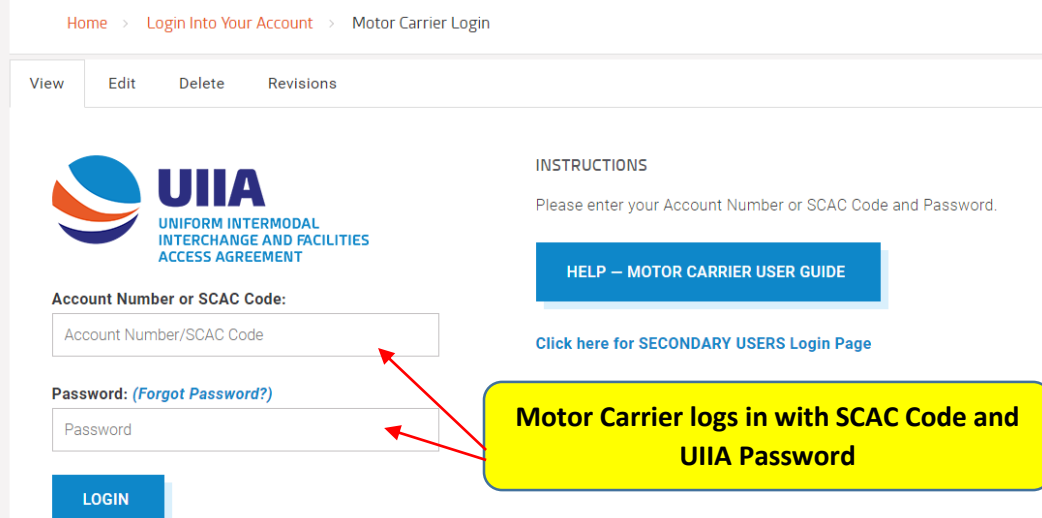 Home > Login Into Your Account > Motor Carrier Login
View Edit Delete Revisions
UIIA
UNIFORM INTERMODAL
INTERCHANGE AND FACILITIES
ACCESS AGREEMENT
Account Number or SCAC Code:
Account Number/SCAC Code
Password: (Forgot Password?)
Password
LOGIN
INSTRUCTIONS
Please enter your Account Number or SCAC Code and Password.
HELP – MOTOR CARRIER USER GUIDE
Click here for SECONDARY USERS Login Page
Motor Carrier logs in with SCAC Code and
UIIA Password